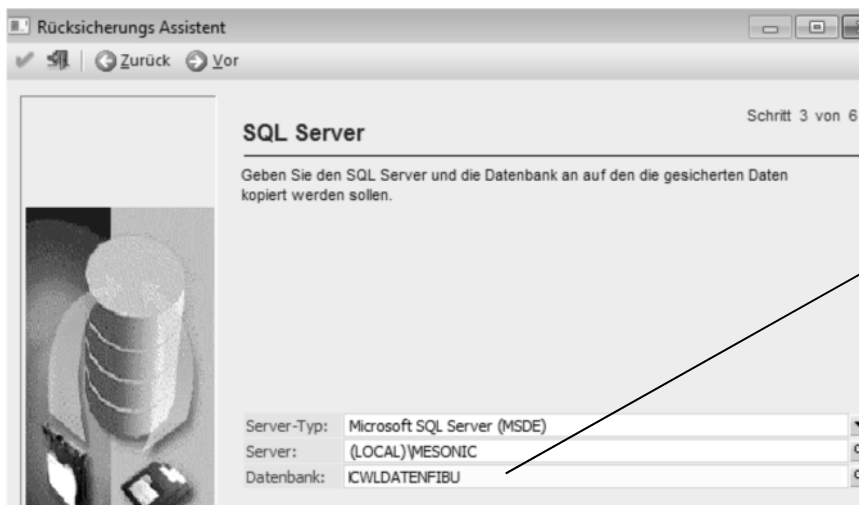 Rücksicherungs Assistent
Zurück Vor
Schritt 3 von 6
SQL Server
Geben Sie den SQL Server und die Datenbank an auf den die gesicherten Daten
kopiert werden sollen.
Server-Typ: Microsoft SQL Server (MSDE)
Server: (LOCAL)\MESONIC
Datenbank: CWLDATENFIBU